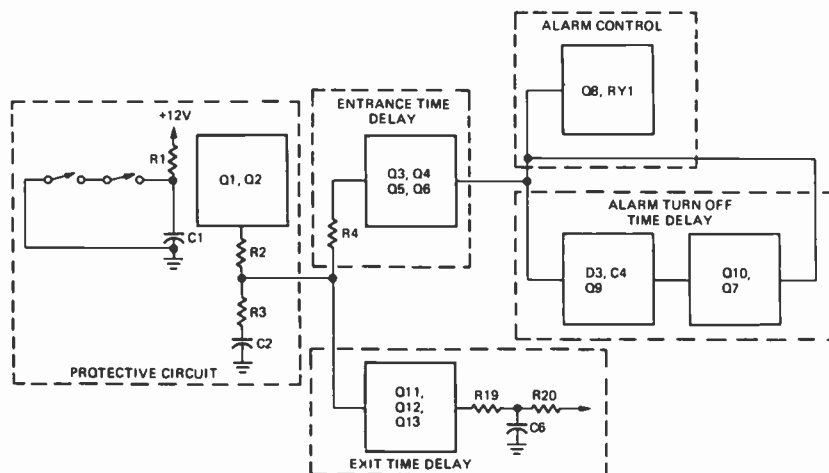 ALARM CONTROL
Q8, RY1
ENTRANCE TIME
DELAY
Q3, Q4
Q5, Q6
R4
+12V
R1
Q1, Q2
C1
R2
R3
C2
PROTECTIVE CIRCUIT
ALARM TURN OFF
TIME DELAY
D3, C4
Q9
Q10,
Q7
Q11,
Q12,
Q13
R19
R20
C6
EXIT TIME DELAY